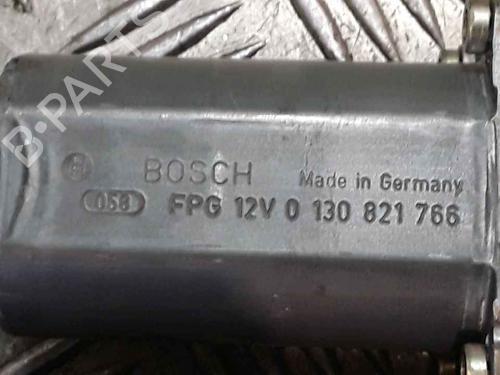 B-PARTS
BOSCH Made in Germany
058 FPG 12V 0 130 821 766